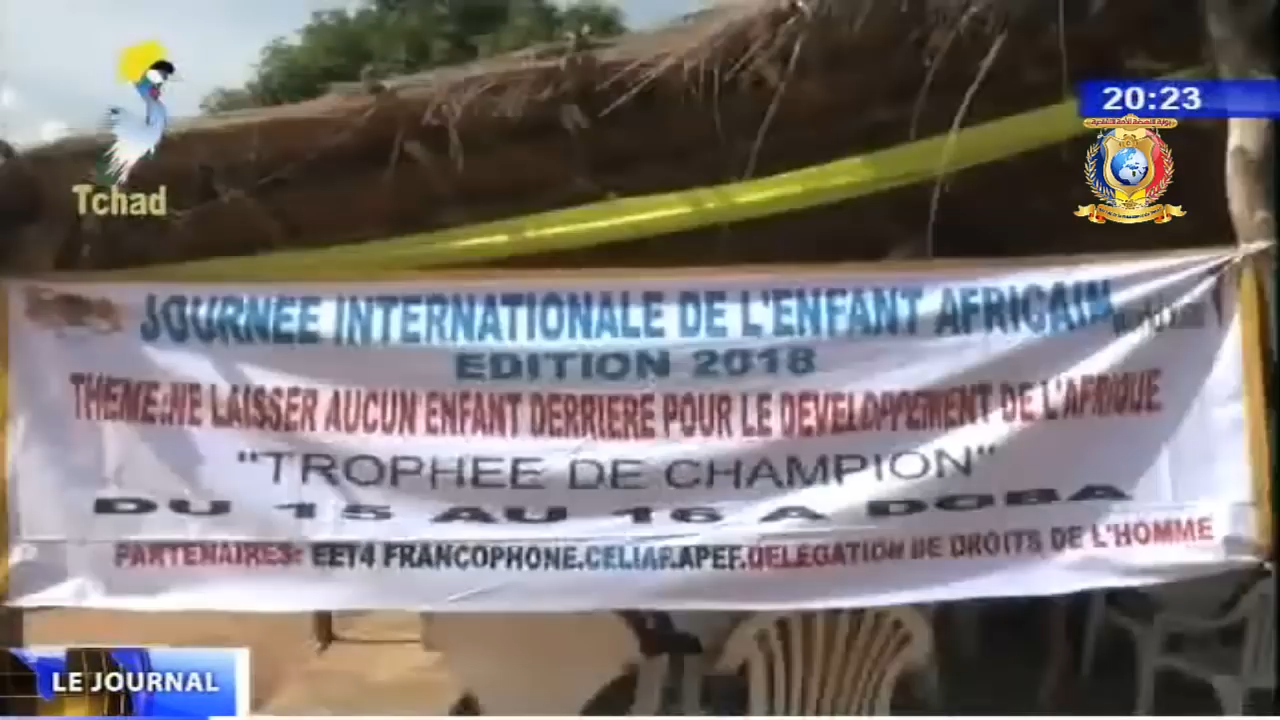 20:23
Tchad
JOURNEE INTERNATIONALE DE L'ENFANT AFRICAIN
EDITION 2018
THEME:NE LAISSER AUCUN ENFANT DERRIERE POUR LE DEVELOPPEMENT DE L'AFRIQUE
"TROPHEE DE CHAMPION"
DU 15 AU 16 A DOBA
PARTENAIRES: EET4 FRANCOPHONE.CELIAP.APEF.DELEGATION DE DROITS DE L'HOMME
LE JOURNAL